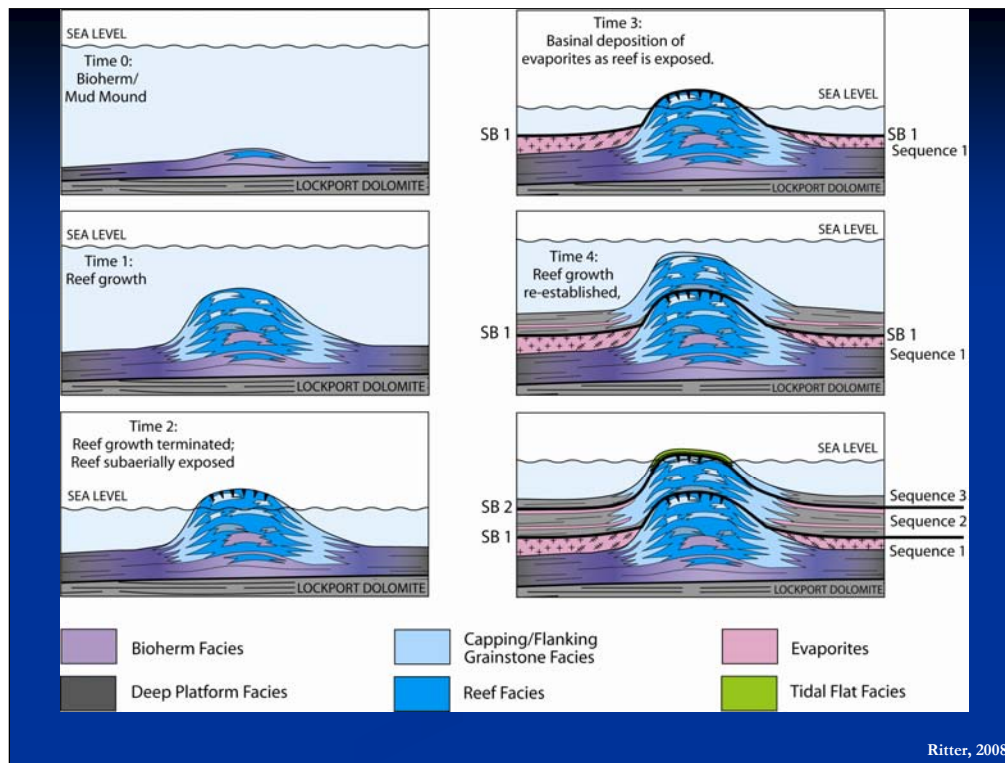 SEA LEVEL
Time 0:
Bioherm/
Mud Mound
LOCKPORT DOLOMITE
SEA LEVEL
Time 1:
Reef growth
LOCKPORT DOLOMITE
Time 2:
Reef growth terminated;
Reef subaerially exposed
SEA LEVEL
LOCKPORT DOLOMITE
Time 3:
Basinal deposition of
evaporites as reef is exposed.
SEA LEVEL
SB 1
SB 1
Sequence 1
LOCKPORT DOLOMITE
SEA LEVEL
Time 4:
Reef growth
re-established,
SB 1
SB 1
Sequence 1
LOCKPORT DOLOMITE
SEA LEVEL
SB 2
Sequence 3
Sequence 2
SB 1
Sequence 1
LOCKPORT DOLOMITE
Bioherm Facies
Capping/Flanking
Grainstone Facies
Evaporites
Deep Platform Facies
Reef Facies
Tidal Flat Facies
Ritter, 2008